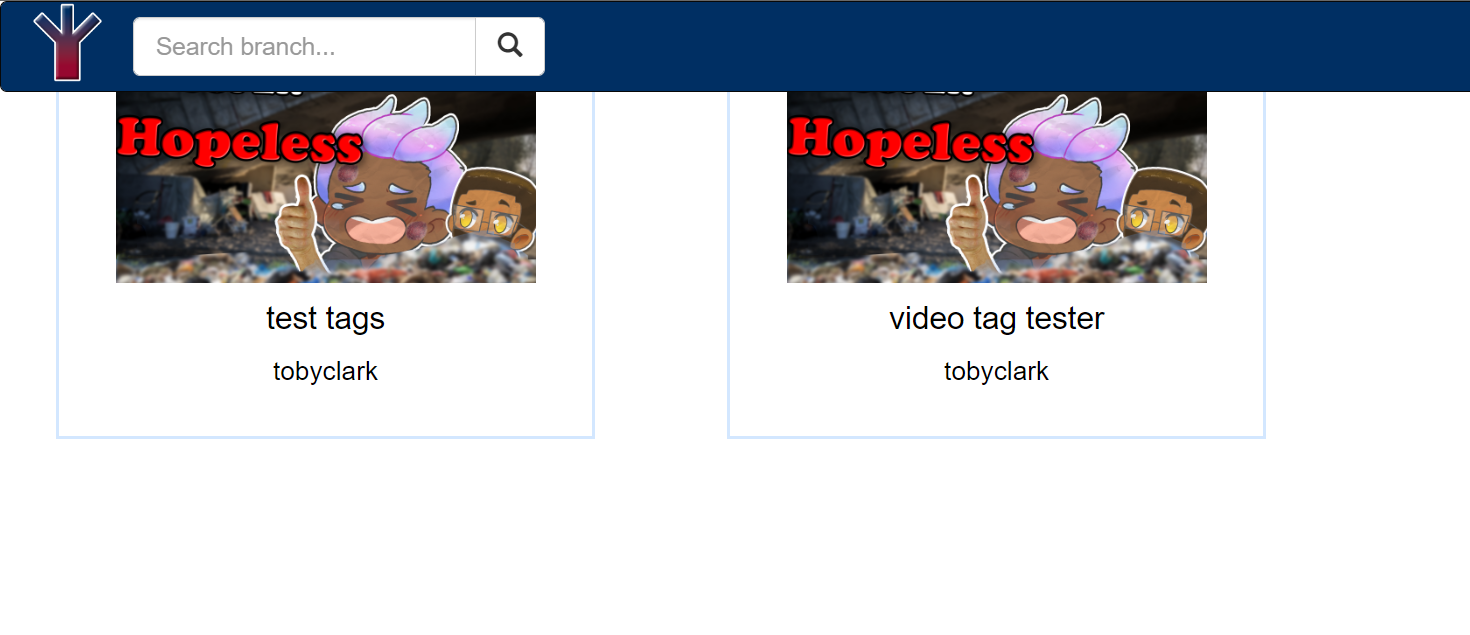 Search branch...
Hopeless
Hopeless
test tags
video tag tester
tobyclark
tobyclark